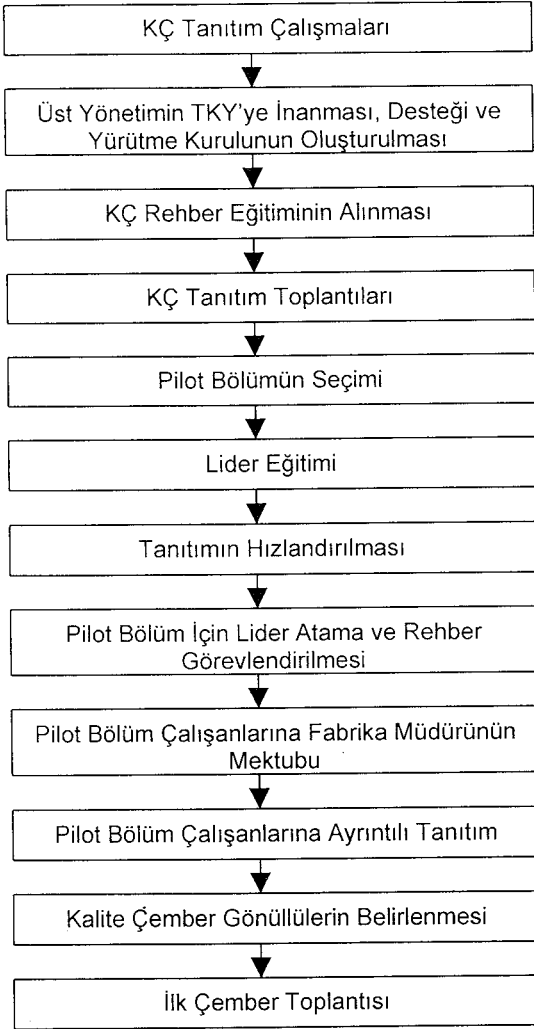 KÇ Tanıtım Çalışmaları
Üst Yönetimin TKY'ye İnanması, Desteği ve
Yürütme Kurulunun Oluşturulması
KÇ Rehber Eğitiminin Alınması
KÇ Tanıtım Toplantıları
Pilot Bölümün Seçimi
Lider Eğitimi
Tanıtımın Hızlandırılması
Pilot Bölüm İçin Lider Atama ve Rehber
Görevlendirilmesi
Pilot Bölüm Çalışanlarına Fabrika Müdürünün
Mektubu
Pilot Bölüm Çalışanlarına Ayrıntılı Tanıtım
Kalite Çember Gönüllülerin Belirlenmesi
İlk Çember Toplantısı